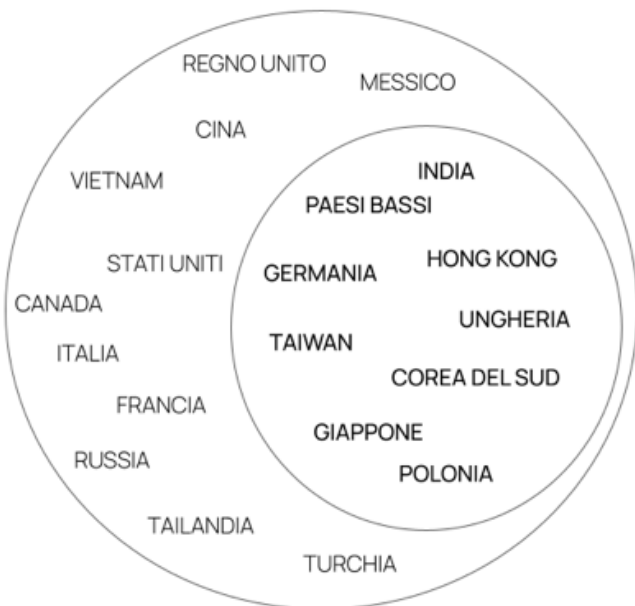 REGNO UNITO
MESSICO
CINA
INDIA
VIETNAM
PAESI BASSI
HONG KONG
STATI UNITI
GERMANIA
CANADA
UNGHERIA
TAIWAN
ITALIA
COREA DEL SUD
FRANCIA
GIAPPONE
RUSSIA
POLONIA
TAILANDIA
TURCHIA